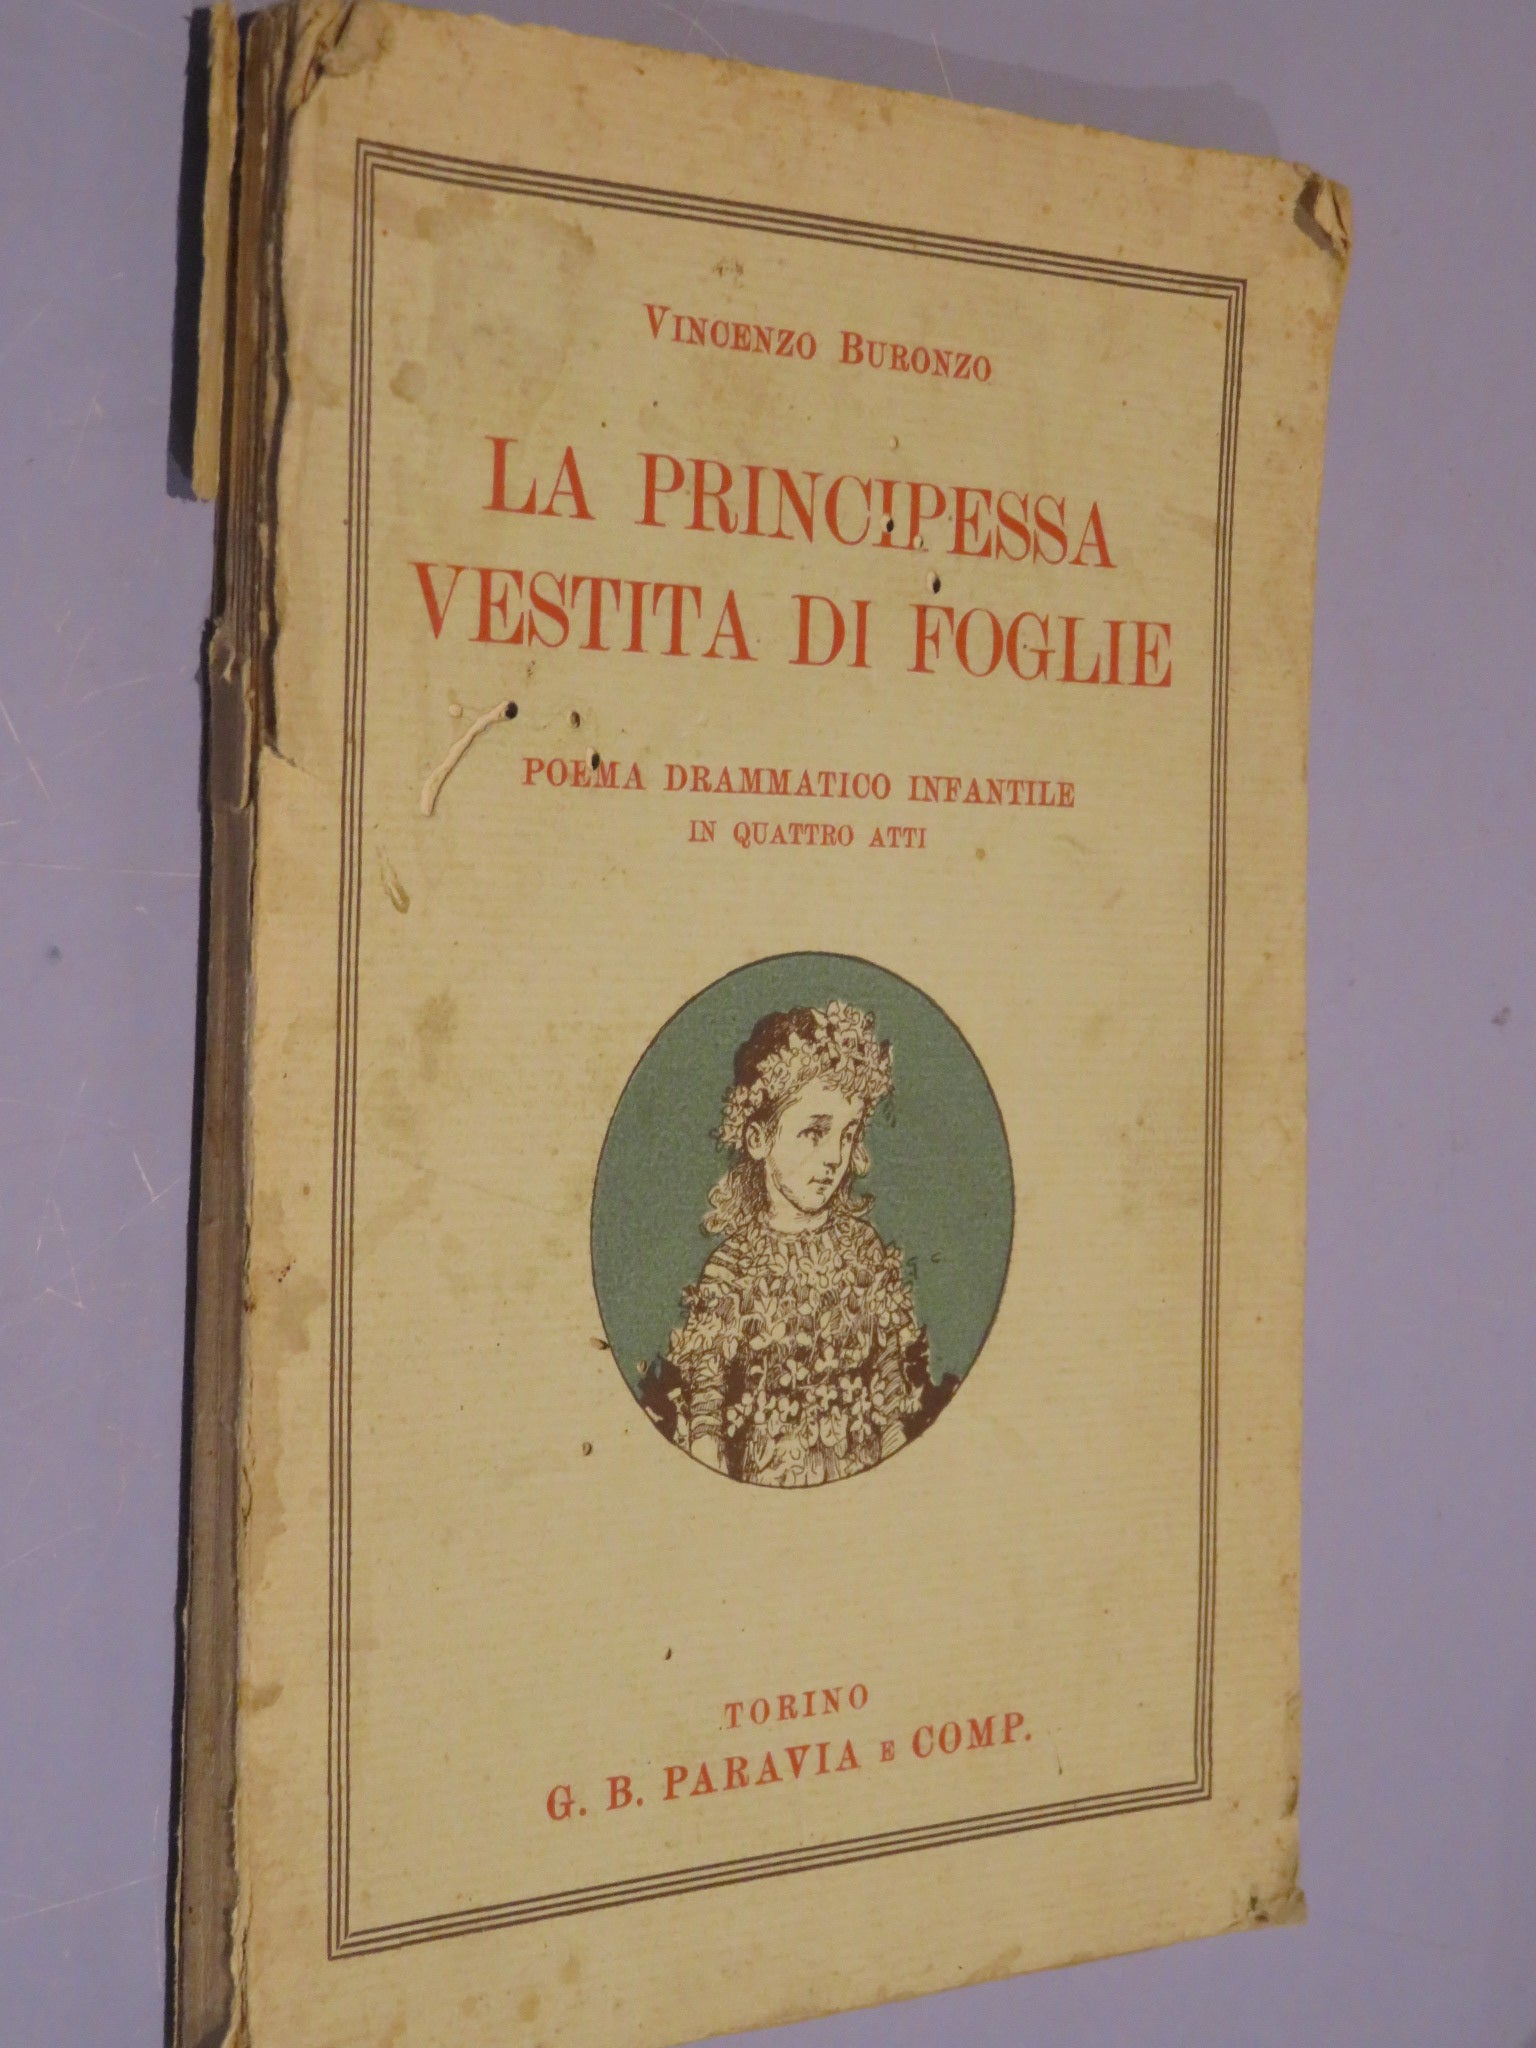 VINCENZO BURONZO
LA PRINCIPESSA
VESTITA DI FOGLIE
POEMA DRAMMATICO INFANTILE
IN QUATTRO ATTI
TORINO
G. B. PARAVIA E COMP.